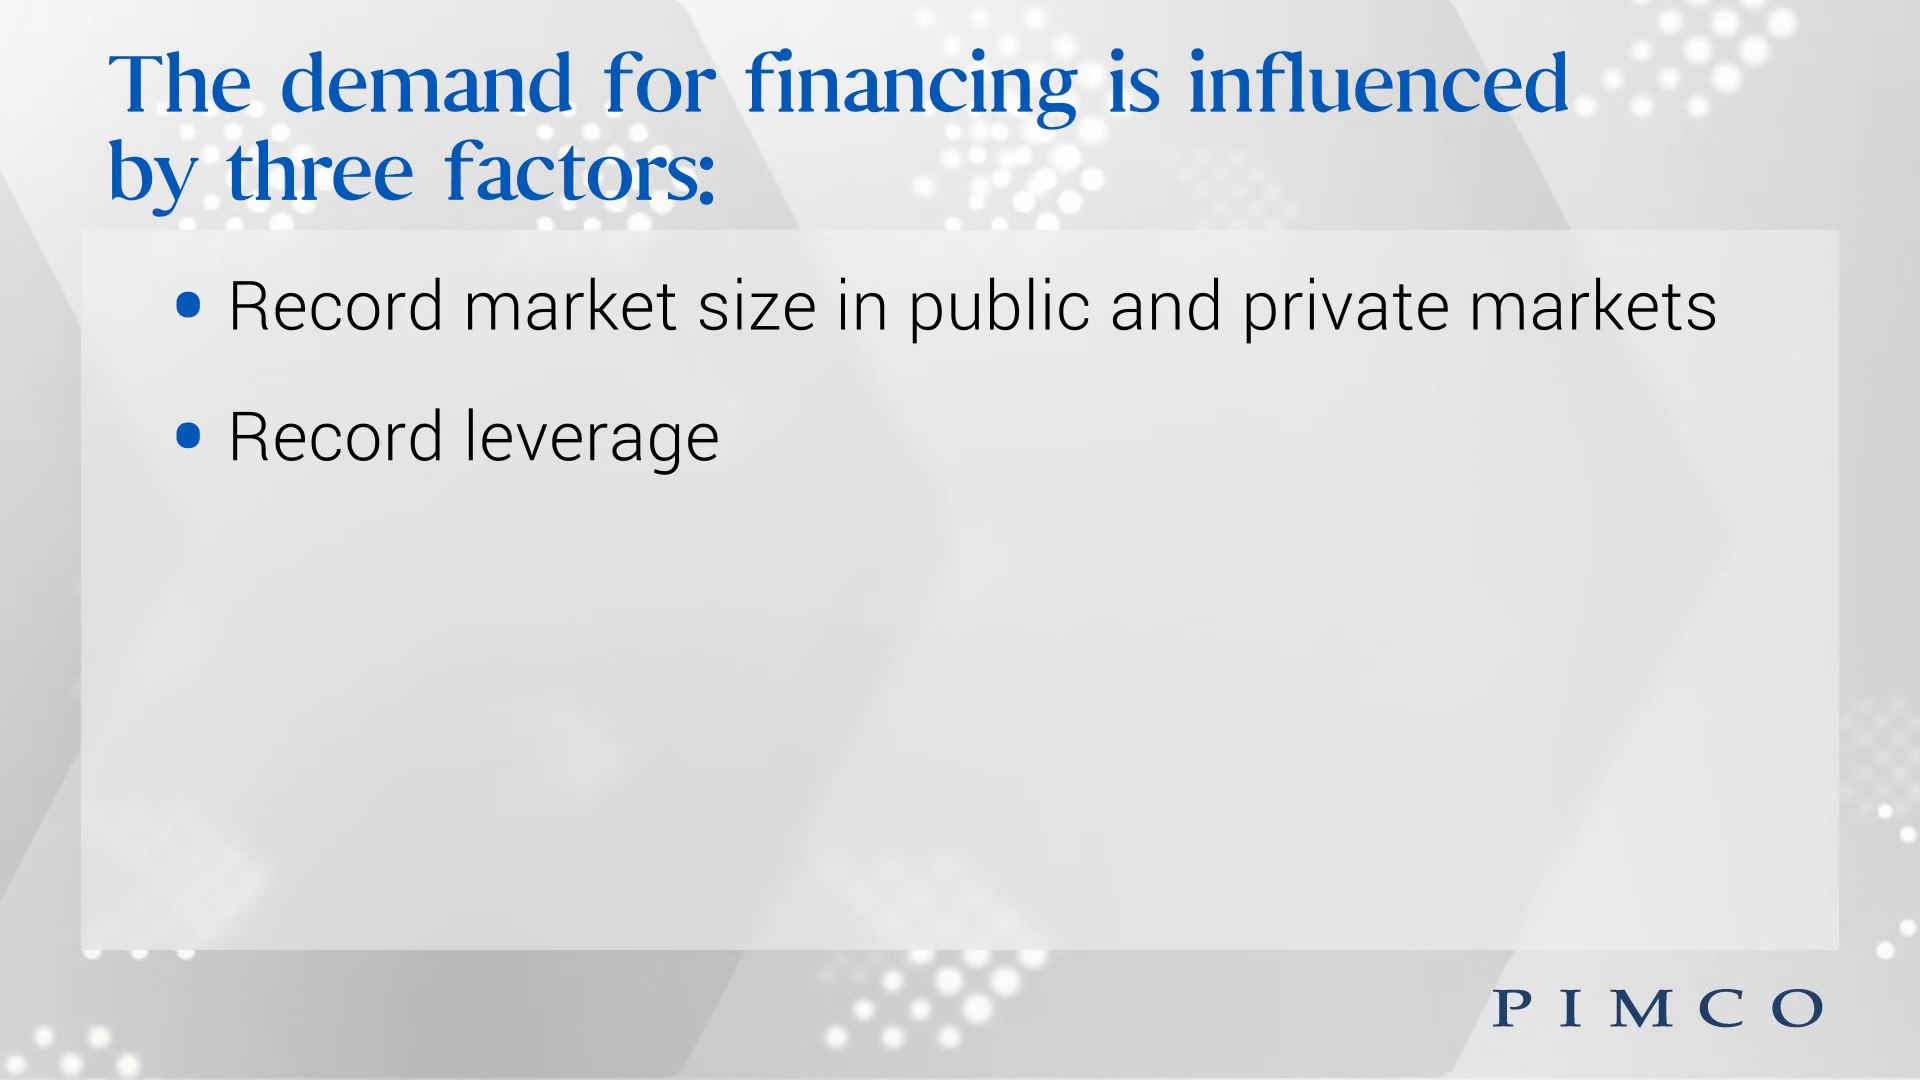 The demand for financing is influenced
by three factors:
• Record market size in public and private markets
• Record leverage
PIMCO